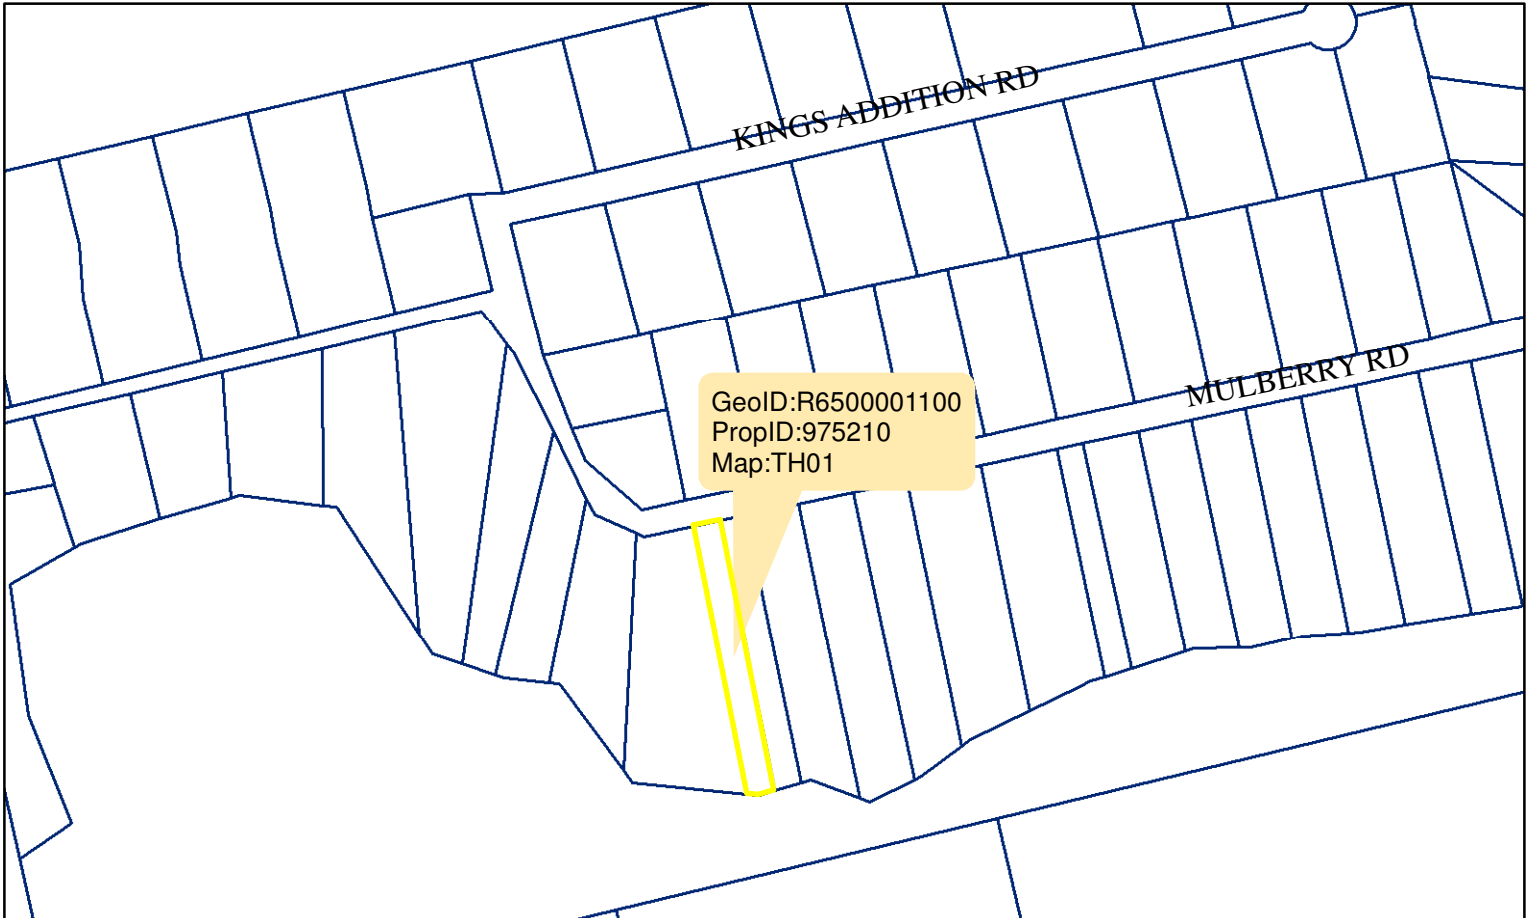 KINGS ADDITION RD
MULBERRY RD
GeoID:R6500001100
PropID:975210
Map:TH01